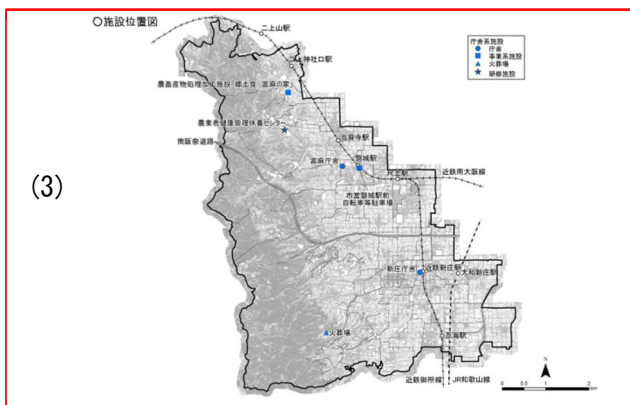 ○施設位置図
二上山駅
二上神社口駅
農畜産物処理加工施設「郷土食 當麻の家」
農業者健康管理休養センター
当麻寺駅
南阪奈道路
當麻庁舎
磐城駅
尺土駅
近鉄南大阪線
市営磐城駅前
自転車等駐車場
(3)
新庄庁舎
近鉄新庄駅
大和新庄駅
火葬場
忍海駅
近鉄御所線
JR和歌山線
庁舎系施設
庁舎
事業系施設
火葬場
研修施設
N
0 0.5 1 2
km